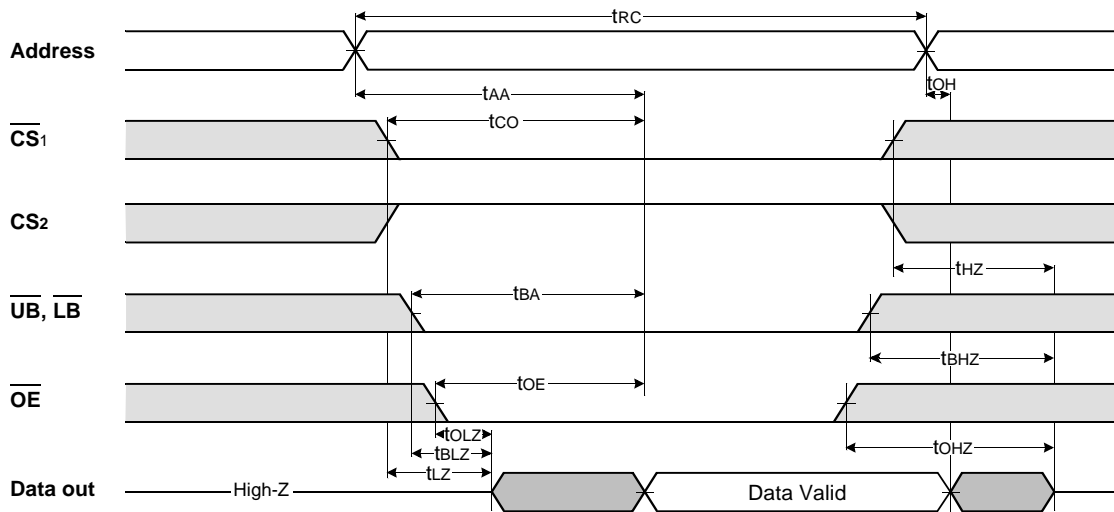 tRC
Address
tOH
tAA
tCO
CS1
CS2
tHZ
tBA
UB, LB
tBHZ
tOE
OE
tOLZ
tOHZ
tBLZ
tLZ
Data out
High-Z
Data Valid